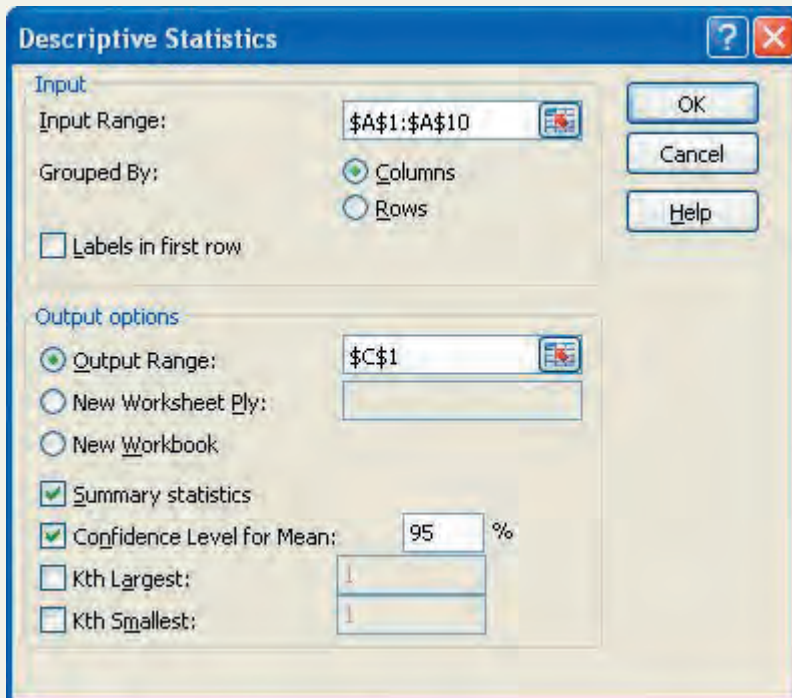 Descriptive Statistics
Input
Input Range: $A$1:$A$10
Grouped By: Columns
Rows
Labels in first row
OK
Cancel
Help
Output options
Output Range: $C$1
New Worksheet Ply:
New Workbook
Summary statistics
Confidence Level for Mean: 95 %
Kth Largest: 1
Kth Smallest: 1